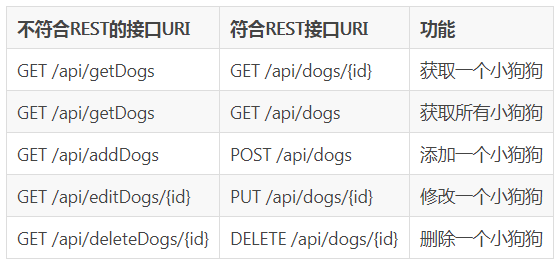 不符合REST的接口URI 符合REST接口URI 功能
GET /api/getDogs GET /api/dogs/{id} 获取一个小狗狗
GET /api/getDogs GET /api/dogs 获取所有小狗狗
GET /api/addDogs POST /api/dogs 添加一个小狗狗
GET /api/editDogs/{id} PUT /api/dogs/{id} 修改一个小狗狗
GET /api/deleteDogs/{id} DELETE /api/dogs/{id} 删除一个小狗狗